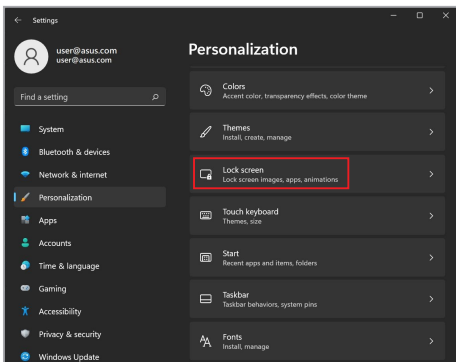 Settings
user@asus.com
user@asus.com
Find a setting
System
Bluetooth & devices
Network & internet
Personalization
Apps
Accounts
Time & language
Gaming
Accessibility
Privacy & security
Windows Update
Personalization
Colors
Accent color, transparency effects, color theme
Themes
Install, create, manage
Lock screen
Lock screen images, apps, animations
Touch keyboard
Themes, size
Start
Recent apps and items, folders
Taskbar
Taskbar behaviors, system pins
Fonts
Install, manage